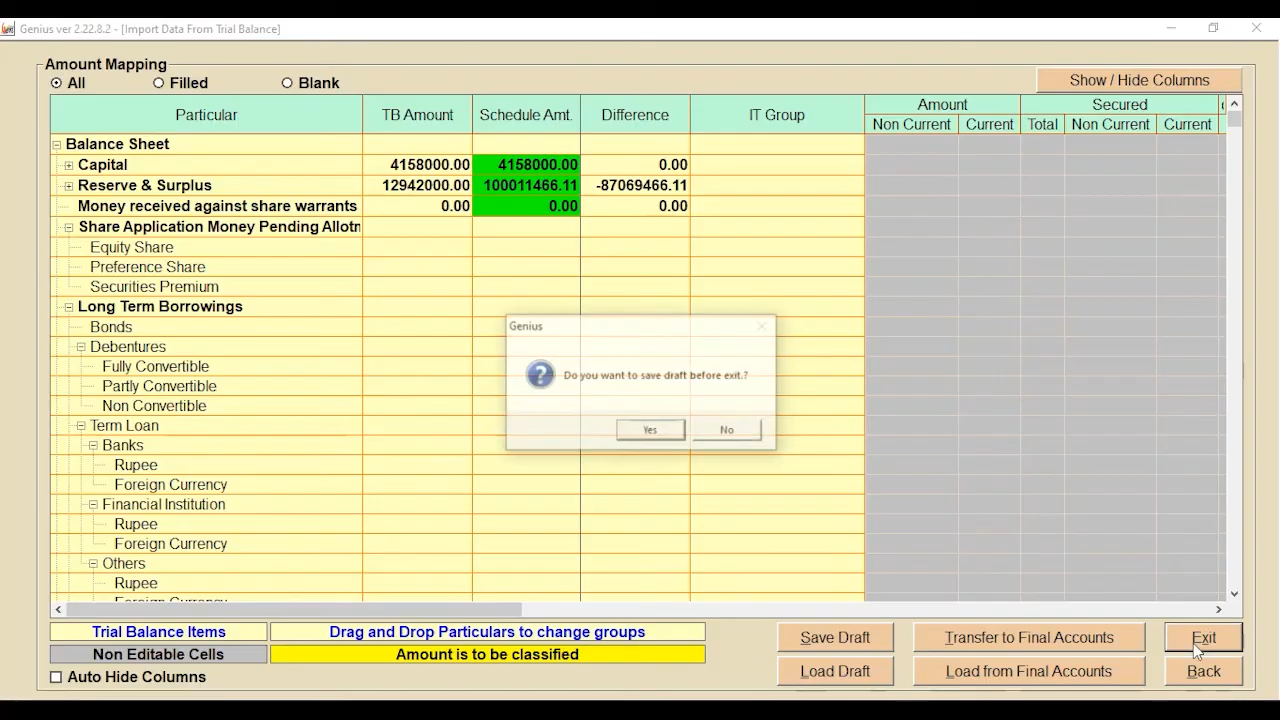 Genius ver 2.22.8.2 - [Import Data From Trial Balance]
Amount Mapping
All Filled Blank
Show / Hide Columns
Particular TB Amount Schedule Amt. Difference IT Group Amount Secured
Non Current Current Total Non Current Current
Balance Sheet
Capital 4158000.00 4158000.00 0.00
Reserve & Surplus 12942000.00 100011466.11 -87069466.11
Money received against share warrants 0.00 0.00 0.00
Share Application Money Pending Allotn
Equity Share
Preference Share
Securities Premium
Long Term Borrowings
Bonds
Debentures
Fully Convertible
Partly Convertible
Non Convertible
Term Loan
Banks
Rupee
Foreign Currency
Financial Institution
Rupee
Foreign Currency
Others
Rupee
Foreign Currency
Genius
Do you want to save draft before exit.?
Yes No
Trial Balance Items Drag and Drop Particulars to change groups
Non Editable Cells Amount is to be classified
Auto Hide Columns
Save Draft Transfer to Final Accounts Exit
Load Draft Load from Final Accounts Back